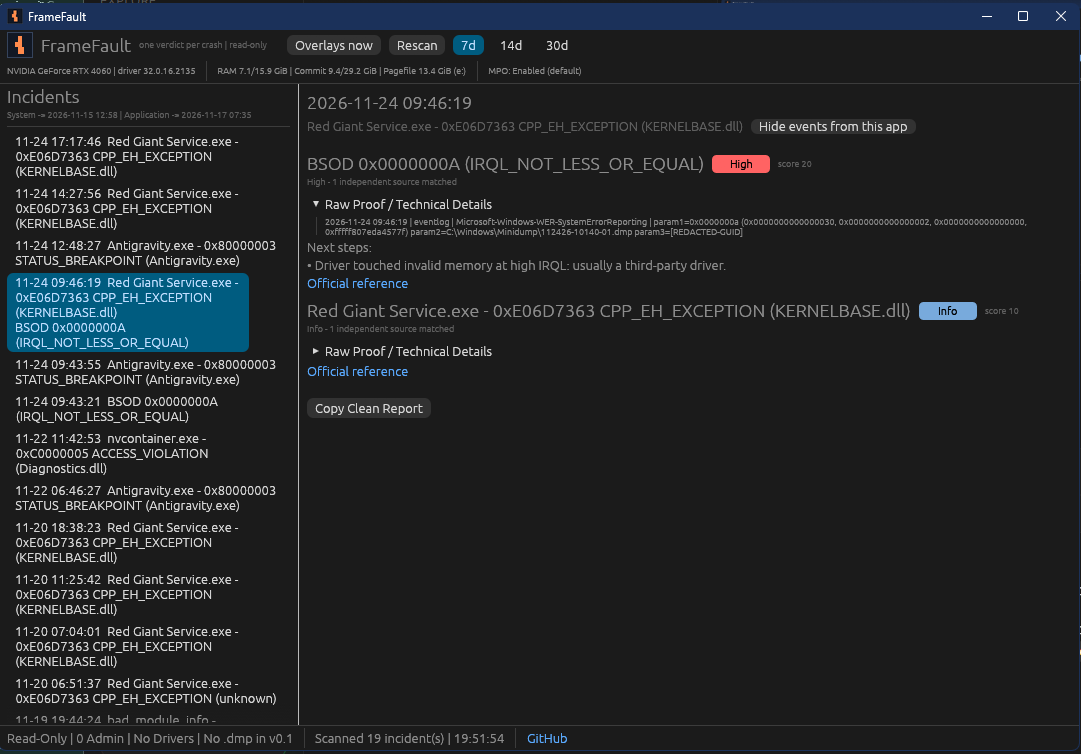 FrameFault
FrameFault one verdict per crash | read-only Overlays now Rescan 7d 14d 30d
NVIDIA GeForce RTX 4060 | driver 32.0.16.2135 RAM 7.1/15.9 GiB | Commit 9.4/29.2 GiB | Pagefile 13.4 GiB (e:) MPO: Enabled (default)
Incidents
System -» 2026-11-15 12:58 | Application -» 2026-11-17 07:35
11-24 17:17:46 Red Giant Service.exe -
0xE06D7363 CPP_EH_EXCEPTION
(KERNELBASE.dll)
11-24 14:27:56 Red Giant Service.exe -
0xE06D7363 CPP_EH_EXCEPTION
(KERNELBASE.dll)
11-24 12:48:27 Antigravity.exe - 0x80000003
STATUS_BREAKPOINT (Antigravity.exe)
11-24 09:46:19 Red Giant Service.exe -
0xE06D7363 CPP_EH_EXCEPTION
(KERNELBASE.dll)
BSOD 0x0000000A
(IRQL_NOT_LESS_OR_EQUAL)
11-24 09:43:55 Antigravity.exe - 0x80000003
STATUS_BREAKPOINT (Antigravity.exe)
11-24 09:43:21 BSOD 0x0000000A
(IRQL_NOT_LESS_OR_EQUAL)
11-22 11:42:53 nvcontainer.exe -
0xC0000005 ACCESS_VIOLATION
(Diagnostics.dll)
11-22 06:46:27 Antigravity.exe - 0x80000003
STATUS_BREAKPOINT (Antigravity.exe)
11-20 18:38:23 Red Giant Service.exe -
0xE06D7363 CPP_EH_EXCEPTION
(KERNELBASE.dll)
11-20 11:25:42 Red Giant Service.exe -
0xE06D7363 CPP_EH_EXCEPTION
(KERNELBASE.dll)
11-20 07:04:01 Red Giant Service.exe -
0xE06D7363 CPP_EH_EXCEPTION
(KERNELBASE.dll)
11-20 06:51:37 Red Giant Service.exe -
0xE06D7363 CPP_EH_EXCEPTION (unknown)
11-19 19:44:24 bad_module_info -
2026-11-24 09:46:19
Red Giant Service.exe - 0xE06D7363 CPP_EH_EXCEPTION (KERNELBASE.dll) Hide events from this app
BSOD 0x0000000A (IRQL_NOT_LESS_OR_EQUAL) High score 20
High - 1 independent source matched
▼ Raw Proof / Technical Details
2026-11-24 09:46:19 | eventlog | Microsoft-Windows-WER-SystemErrorReporting | param1=0x0000000a (0x0000000000000030, 0x0000000000000002, 0x0000000000000000,
0xfffff807eda4577f) param2=C:\Windows\Minidump\112426-10140-01.dmp param3=[REDACTED-GUID]
Next steps:
• Driver touched invalid memory at high IRQL: usually a third-party driver.
Official reference
Red Giant Service.exe - 0xE06D7363 CPP_EH_EXCEPTION (KERNELBASE.dll) Info score 10
Info - 1 independent source matched
► Raw Proof / Technical Details
Official reference
Copy Clean Report
Read-Only | 0 Admin | No Drivers | No .dmp in v0.1 Scanned 19 incident(s) | 19:51:54 GitHub